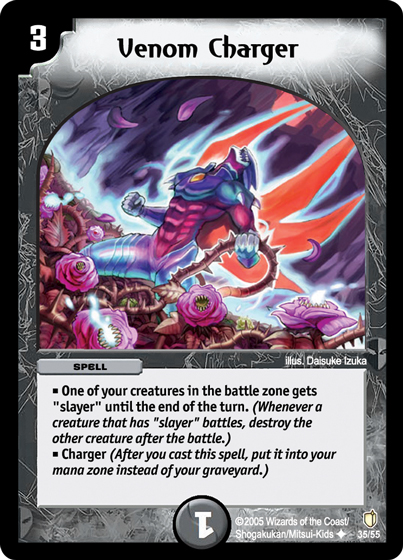 3
Venom Charger
illus. Daisuke Izuka
SPELL
▪ One of your creatures in the battle zone gets
"slayer" until the end of the turn. (Whenever a
creature that has "slayer" battles, destroy the
other creature after the battle.)
▪ Charger (After you cast this spell, put it into your
mana zone instead of your graveyard.)
1
©2005 Wizards of the Coast/
Shogakukan/Mitsui-Kids ✦ 35/55